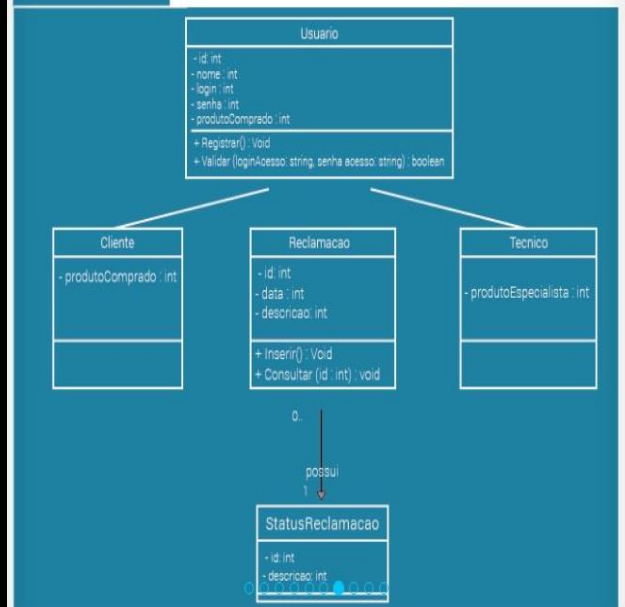 Usuario
- id: int
- nome : int
- login : int
- senha : int
- produtoComprado : int
+ Registrar() : Void
+ Validar (loginAcesso: string, senha acesso: string) : boolean
Cliente
- produtoComprado : int
Reclamacao
- id: int
- data : int
- descricao: int
+ Inserir() : Void
+ Consultar (id : int) : void
Tecnico
- produtoEspecialista : int
0..
possui
1
StatusReclamacao
- id: int
- descricao: int